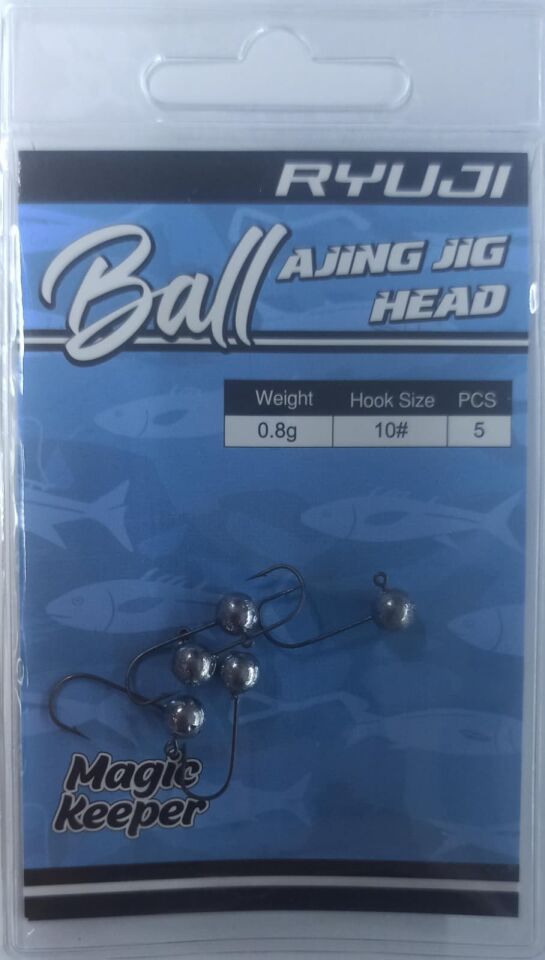 RYUJI
Ball AJING JIG
HEAD
Weight Hook Size PCS
0.8g 10# 5
Magic
Keeper